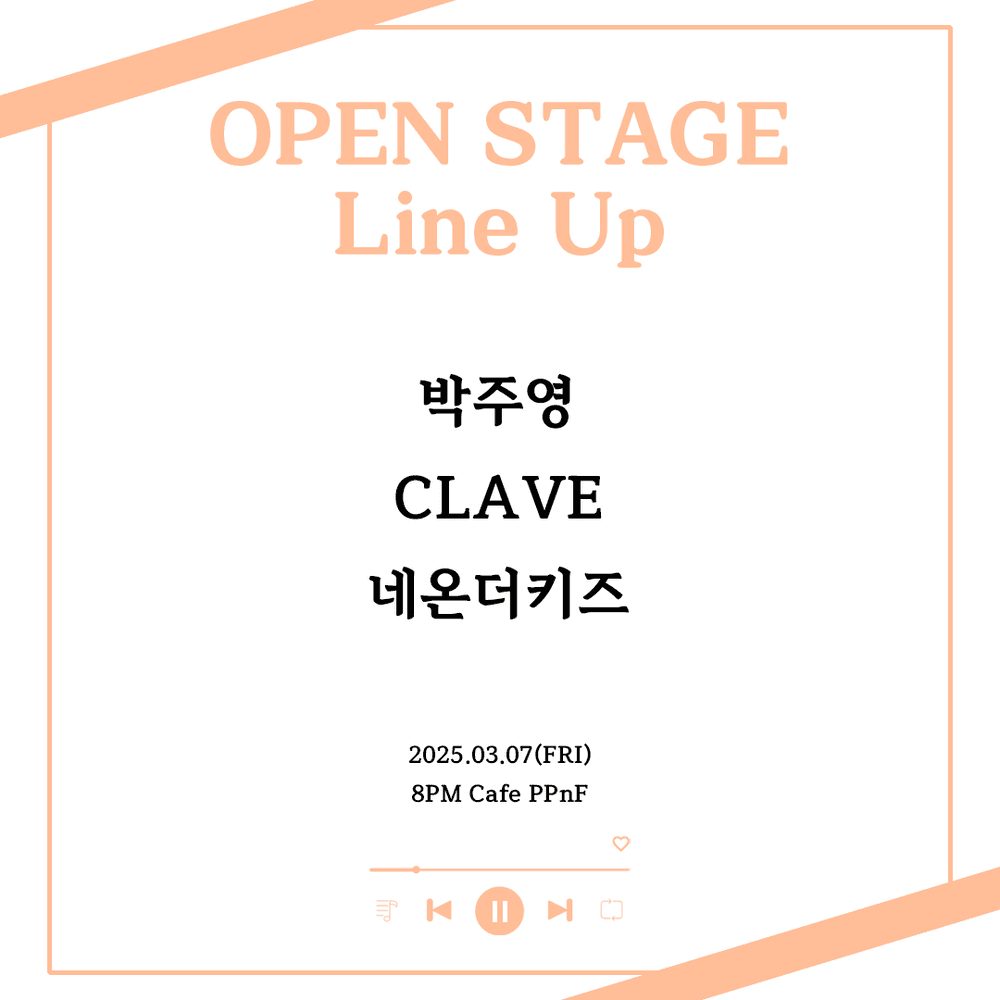 OPEN STAGE
Line Up
박주영
CLAVE
네온더키즈
2025.03.07(FRI)
8PM Cafe PPnF